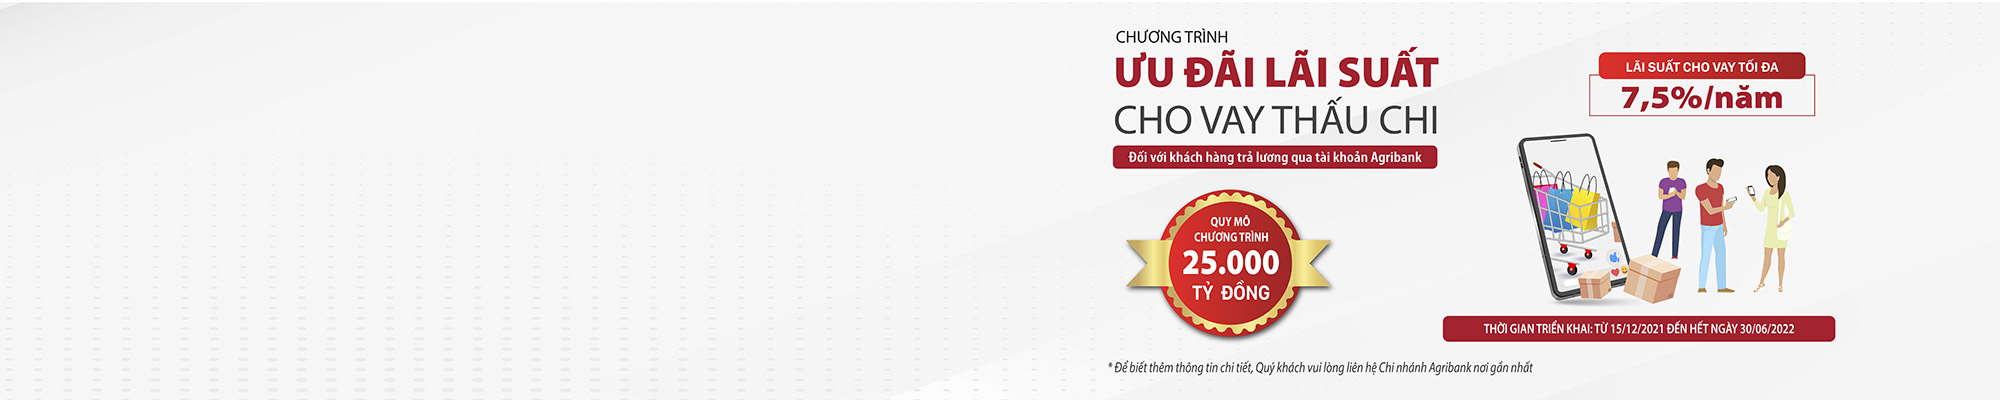 CHƯƠNG TRÌNH
ƯU ĐÃI LÃI SUẤT
CHO VAY THẤU CHI
Đối với khách hàng trả lương qua tài khoản Agribank
QUY MÔ
CHƯƠNG TRÌNH
25.000
TỶ ĐỒNG
LÃI SUẤT CHO VAY TỐI ĐA
7,5%/năm
THỜI GIAN TRIỂN KHAI: TỪ 15/12/2021 ĐẾN HẾT NGÀY 30/06/2022
* Để biết thêm thông tin chi tiết, Quý khách vui lòng liên hệ Chi nhánh Agribank nơi gần nhất